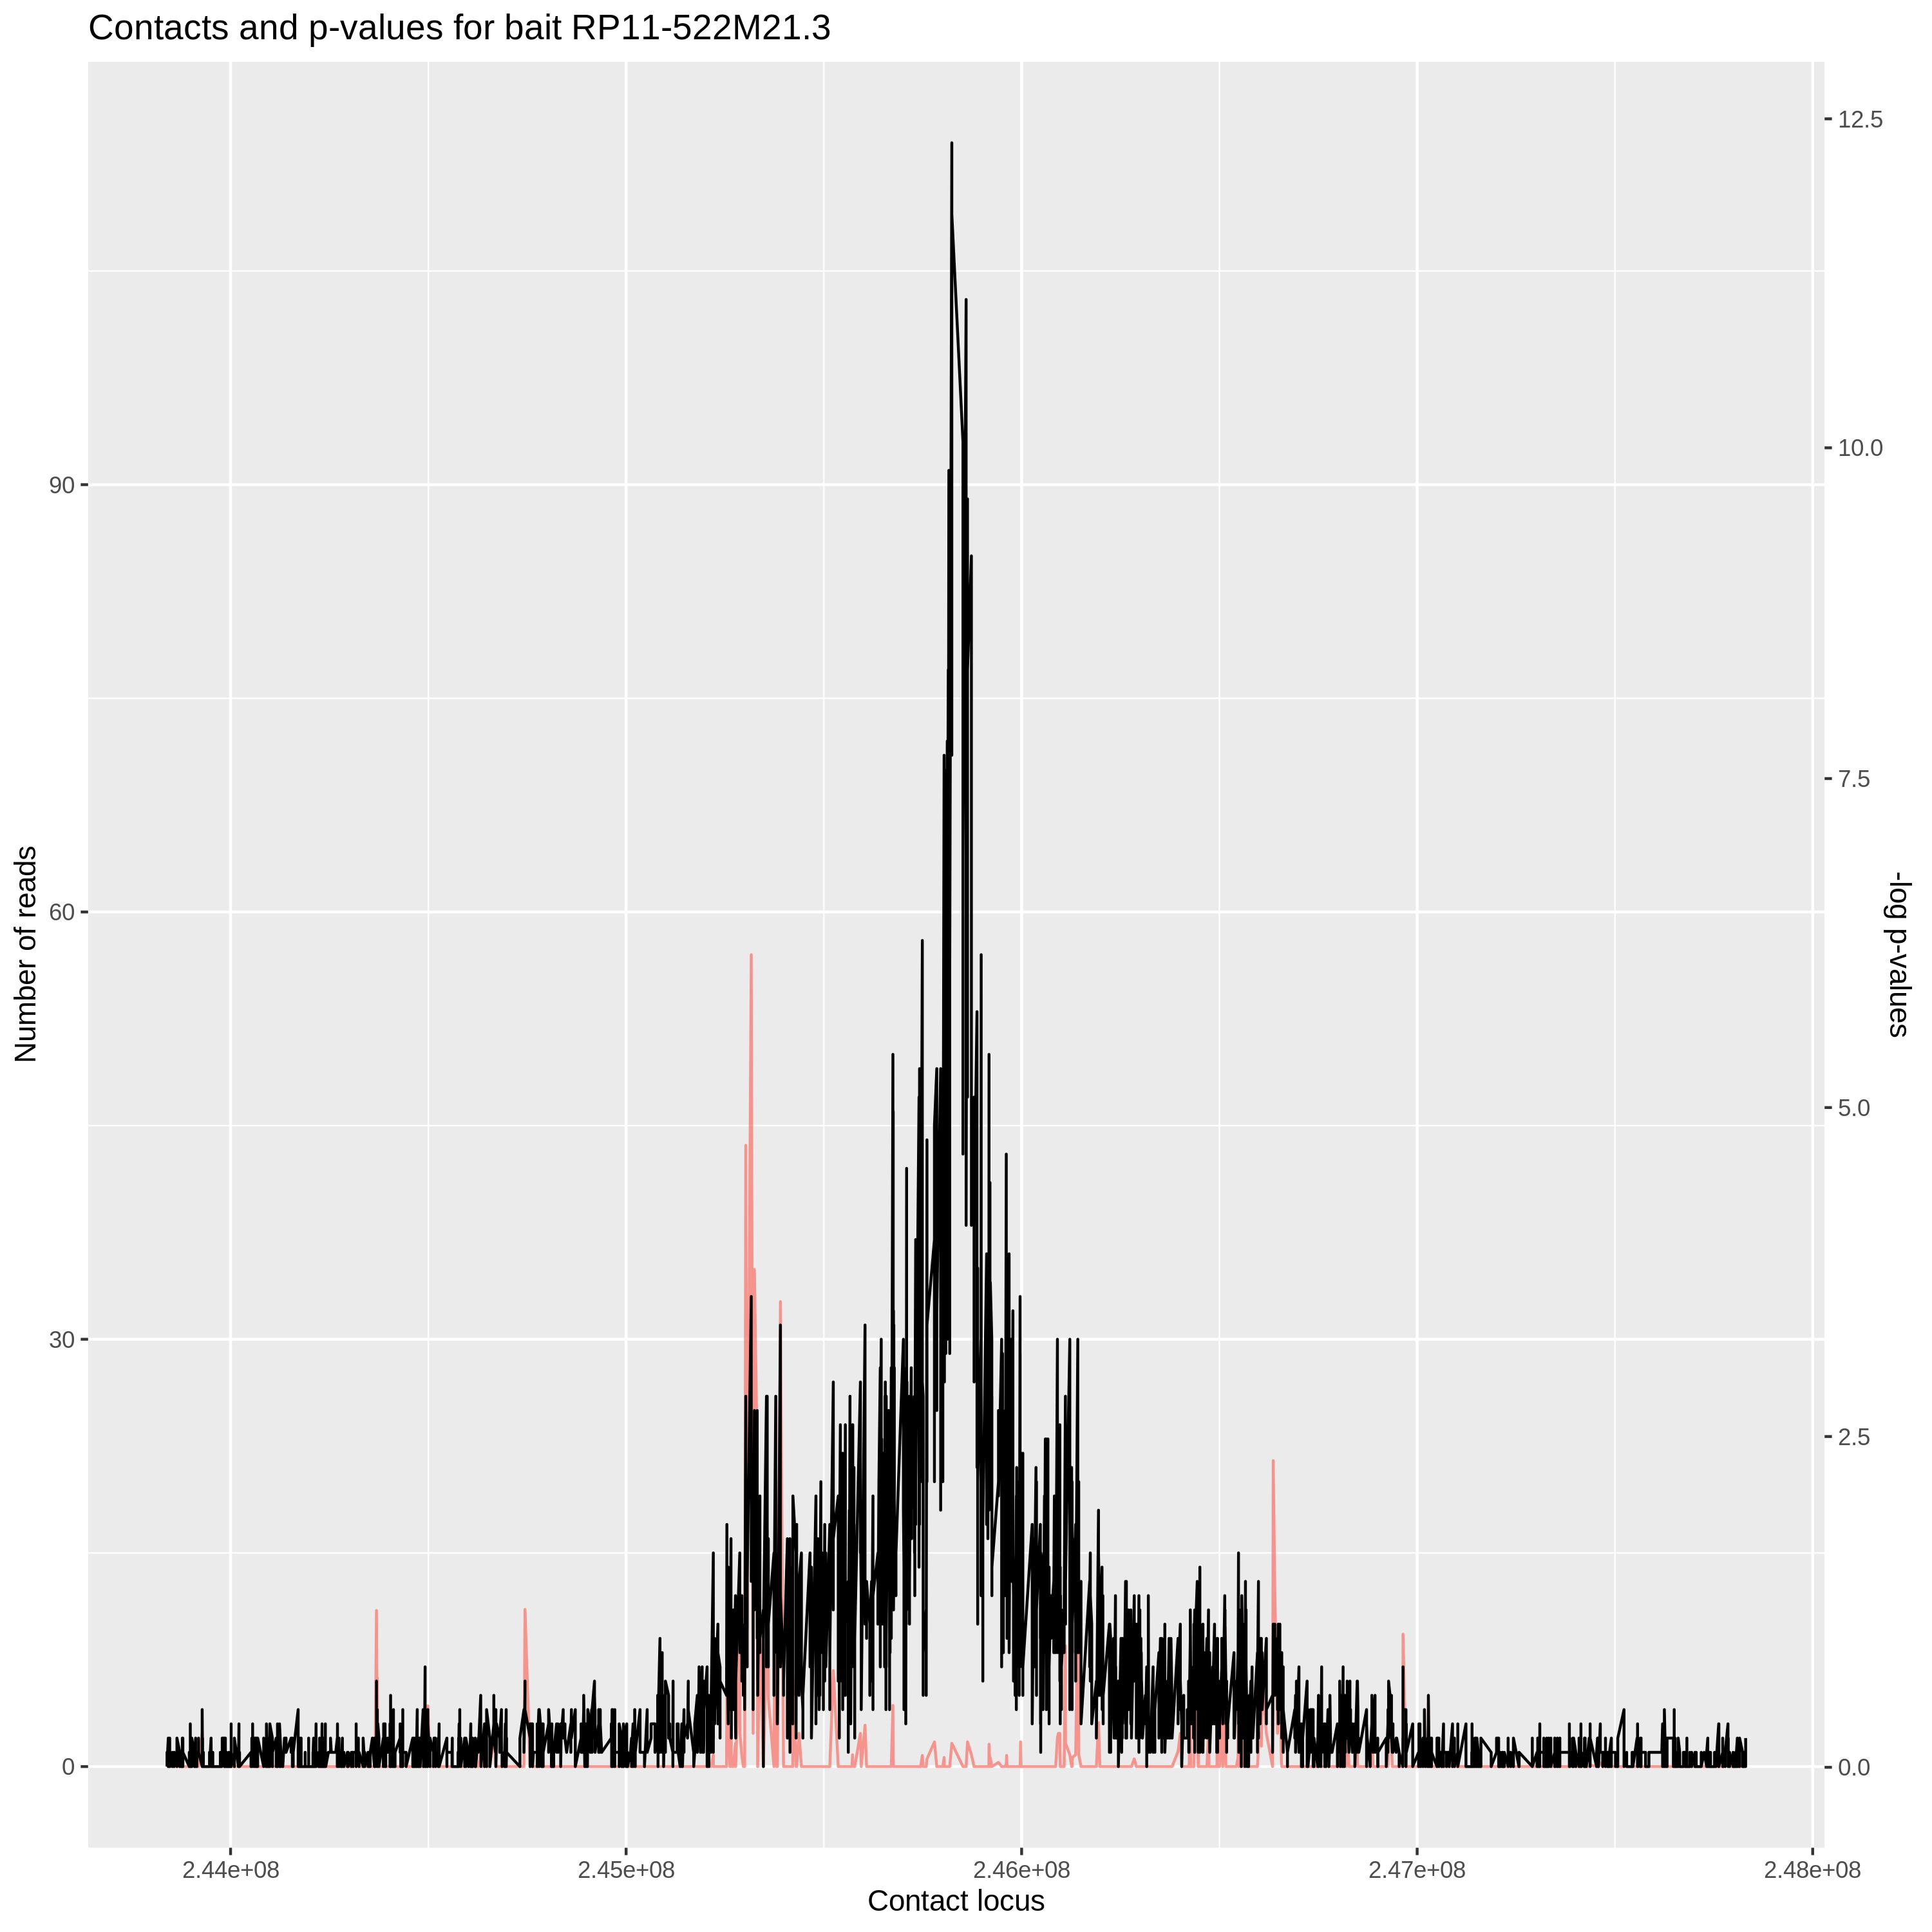 Contacts and p-values for bait RP11-522M21.3
12.5
10.0
90
7.5
60
Number of reads
-log p-values
5.0
30
2.5
0
0.0
2.44e+08 2.45e+08 2.46e+08 2.47e+08 2.48e+08
Contact locus